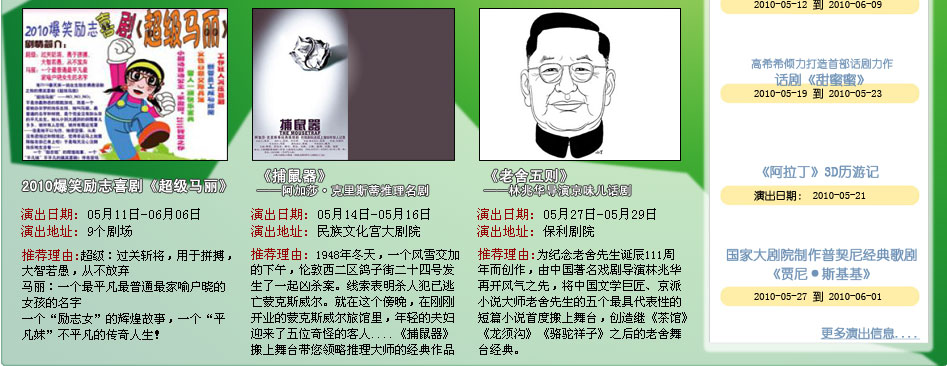 2010爆笑励志喜剧《超级马丽》
剧情简介:
捕鼠器
THE MOUSETRAP
2010爆笑励志喜剧《超级马丽》
演出日期: 05月11日-06月06日
演出地址: 9个剧场
推荐理由:超级：过关斩将，用于拼搏，
大智若愚，从不放弃
马丽：一个最平凡最普通最家喻户晓的
女孩的名字
一个“励志女”的辉煌故事，一个“平
凡妹”不平凡的传奇人生!
《捕鼠器》
——阿加莎·克里斯蒂推理名剧
演出日期: 05月14日-05月16日
演出地址: 民族文化宫大剧院
推荐理由: 1948年冬天，一个风雪交加
的下午，伦敦西二区鸽子街二十四号发
生了一起凶杀案。线索表明杀人犯已逃
亡蒙克斯威尔。就在这个傍晚，在刚刚
开业的蒙克斯威尔旅馆里，年轻的夫妇
迎来了五位奇怪的客人....《捕鼠器》
搬上舞台带您领略推理大师的经典作品
《老舍五则》
——林兆华导演京味儿话剧
演出日期: 05月27日-05月29日
演出地址: 保利剧院
推荐理由:为纪念老舍先生诞辰111周
年而创作，由中国著名戏剧导演林兆华
再开风气之先，将中国文学巨匠、京派
小说大师老舍先生的五个最具代表性的
短篇小说首度搬上舞台，创造继《茶馆》
《龙须沟》《骆驼祥子》之后的老舍舞
台经典。
2010-05-12 到 2010-06-09
高希希倾力打造首部话剧力作
话剧《甜蜜蜜》
2010-05-19 到 2010-05-23
《阿拉丁》3D历游记
演出日期: 2010-05-21
国家大剧院制作普契尼经典歌剧
《贾尼●斯基基》
2010-05-27 到 2010-06-01
更多演出信息....